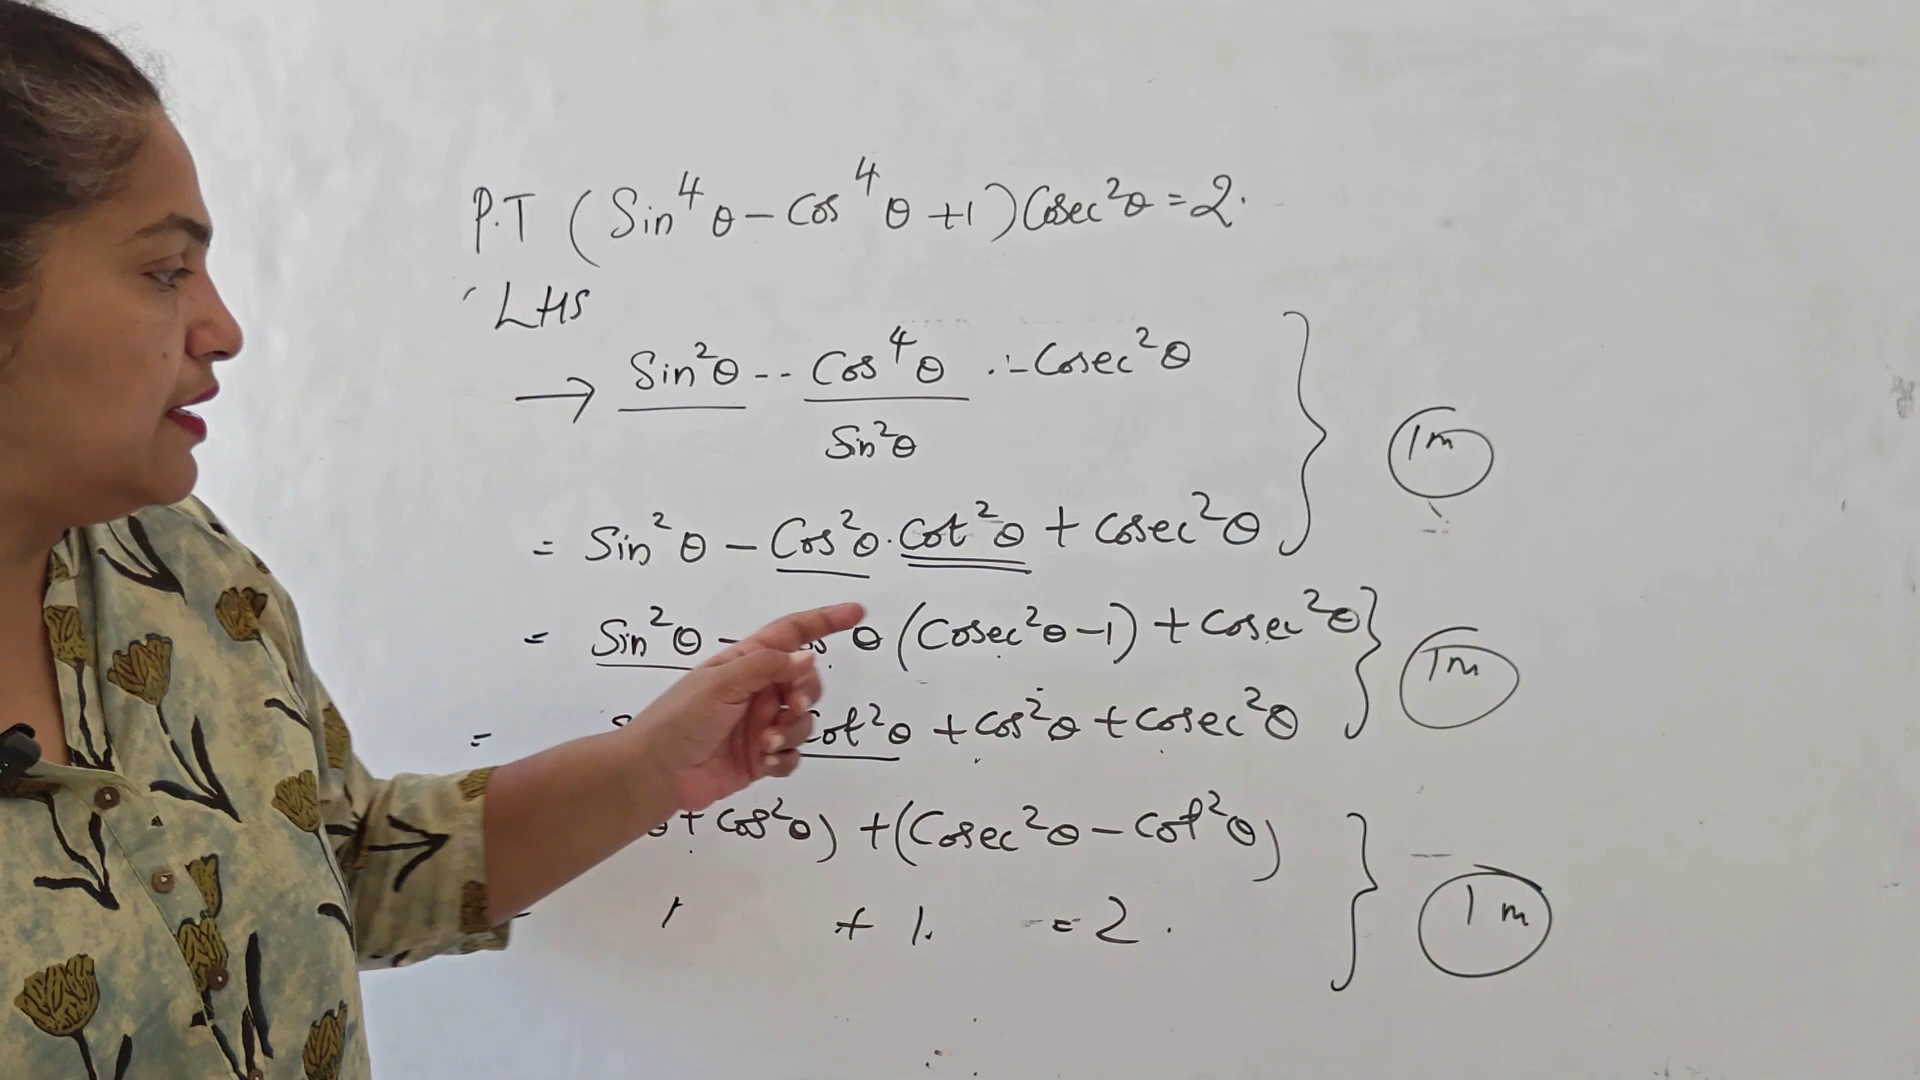 P.T (Sin⁴θ - Cos⁴θ + 1) Cosec²θ = 2.
LHS
→ Sin²θ - Cos⁴θ/Sin²θ - Cosec²θ
1m
= Sin²θ - Cos²θ · Cot²θ + Cosec²θ
= Sin²θ - θ (Cosec²θ - 1) + Cosec²θ
1m
= Cot²θ + Cos²θ + Cosec²θ
+ Cos²θ) + (Cosec²θ - Cot²θ)
1 + 1. = 2.
1m